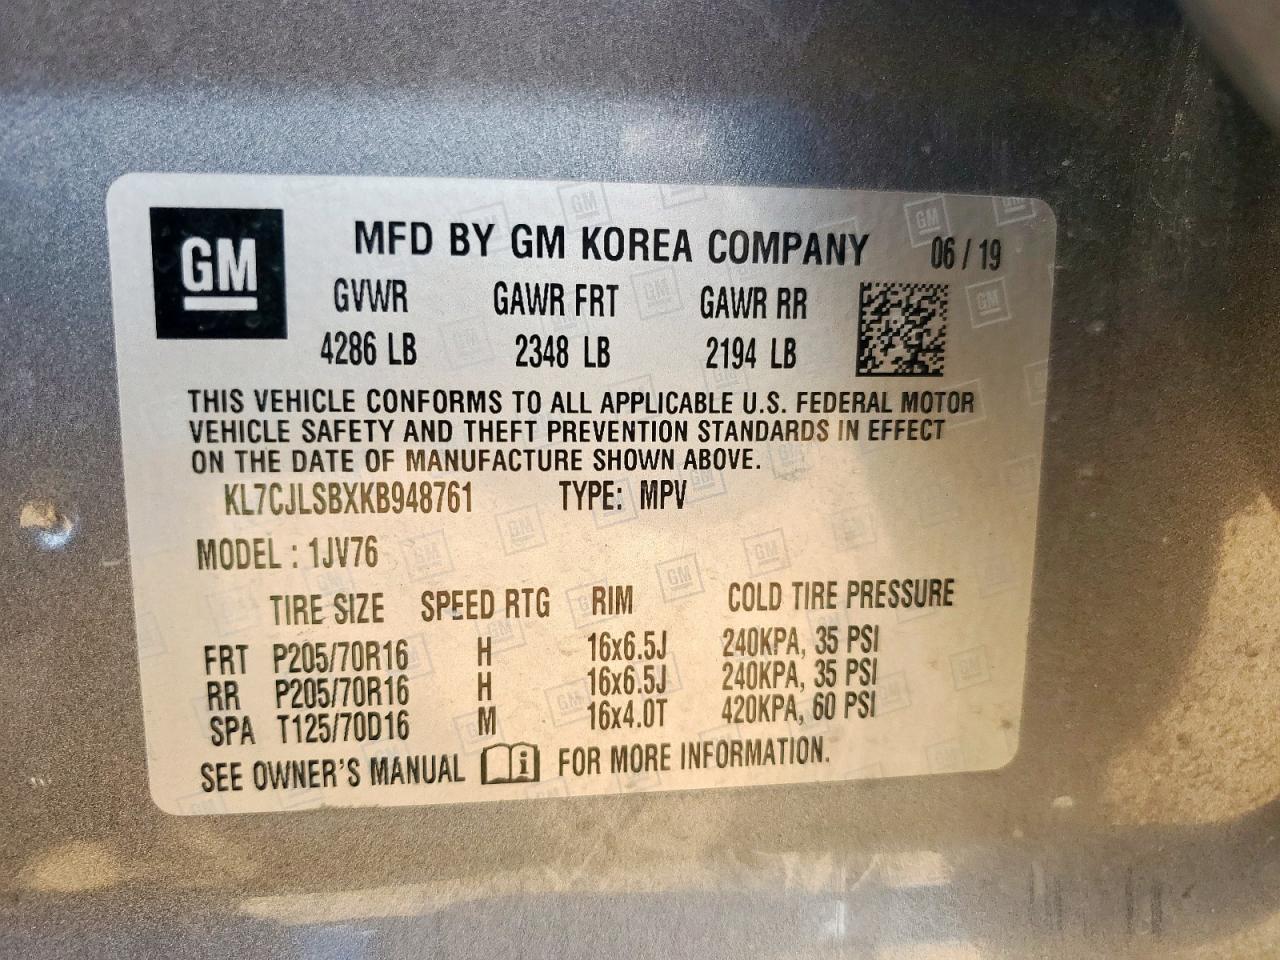 GM
MFD BY GM KOREA COMPANY 06 / 19
GVWR GAWR FRT GAWR RR
4286 LB 2348 LB 2194 LB
THIS VEHICLE CONFORMS TO ALL APPLICABLE U.S. FEDERAL MOTOR
VEHICLE SAFETY AND THEFT PREVENTION STANDARDS IN EFFECT
ON THE DATE OF MANUFACTURE SHOWN ABOVE.
KL7CJLSBXKB948761 TYPE: MPV
MODEL : 1JV76
TIRE SIZE SPEED RTG RIM COLD TIRE PRESSURE
FRT P205/70R16 H 16x6.5J 240KPA, 35 PSI
RR P205/70R16 H 16x6.5J 240KPA, 35 PSI
SPA T125/70D16 M 16x4.0T 420KPA, 60 PSI
SEE OWNER'S MANUAL i FOR MORE INFORMATION.